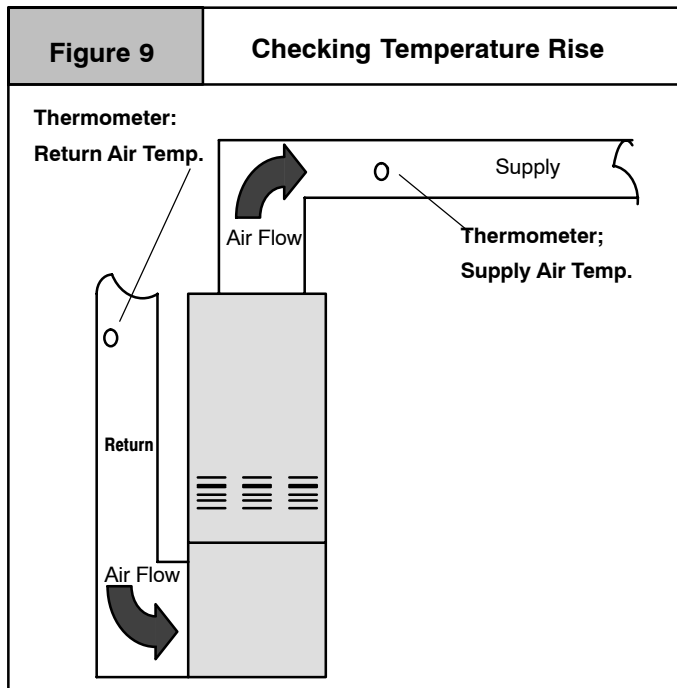 Figure 9
Checking Temperature Rise
Thermometer:
Return Air Temp.
Supply
Air Flow
Thermometer;
Supply Air Temp.
Return
Air Flow